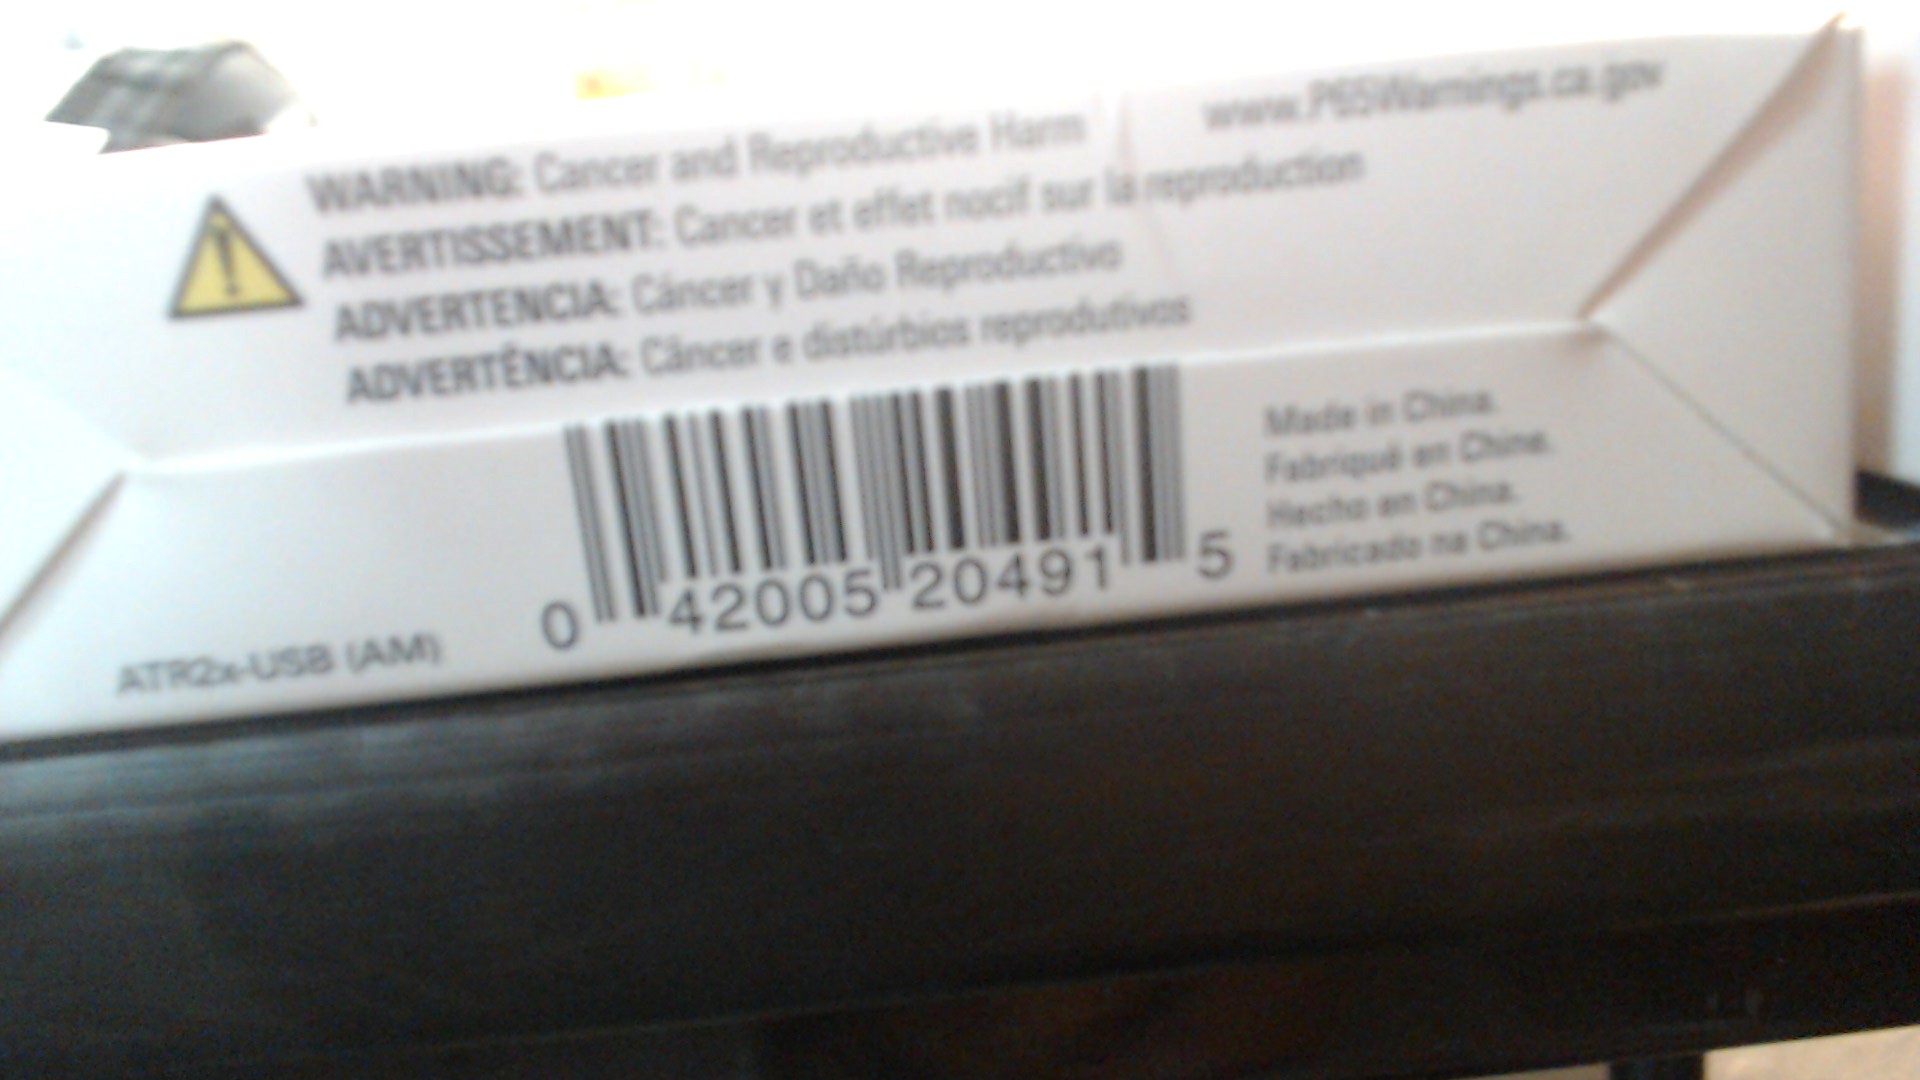 WARNING: Cancer and Reproductive Harm www.P65Warnings.ca.gov
AVERTISSEMENT: Cancer et effet nocif sur la reproduction
ADVERTENCIA: Cáncer y Daño Reproductivo
ADVERTÊNCIA: Câncer e distúrbios reprodutivos
Made in China.
Fabriqué en Chine.
Hecho en China.
Fabricado na China.
0 42005 20491 5
ATR2x-USB (AM)